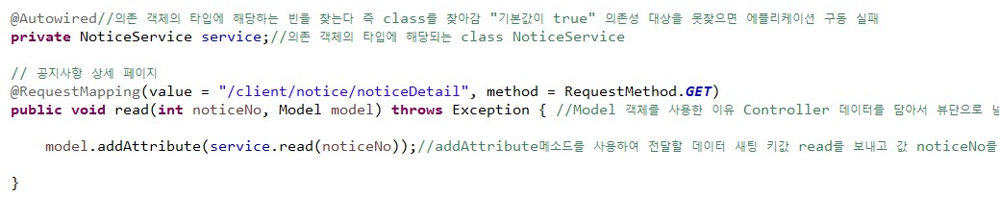 @Autowired//의존 객체의 타입에 해당하는 빈을 찾는다 즉 class를 찾아감 "기본값이 true" 의존성 대상을 못찾으면 에플리케이션 구동 실패
private NoticeService service;//의존 객체의 타입에 해당되는 class NoticeService
// 공지사항 상세 페이지
@RequestMapping(value = "/client/notice/noticeDetail", method = RequestMethod.GET)
public void read(int noticeNo, Model model) throws Exception { //Model 객체를 사용한 이유 Controller 데이터를 담아서 뷰단으로
model.addAttribute(service.read(noticeNo));//addAttribute메소드를 사용하여 전달할 데이터 새팅 키값 read를 보내고 값 noticeNo를
}